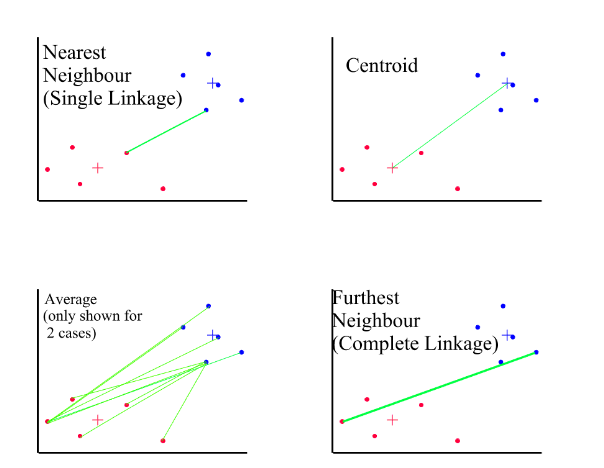 Nearest
Neighbour
(Single Linkage)
Centroid
Average
(only shown for
2 cases)
Furthest
Neighbour
(Complete Linkage)